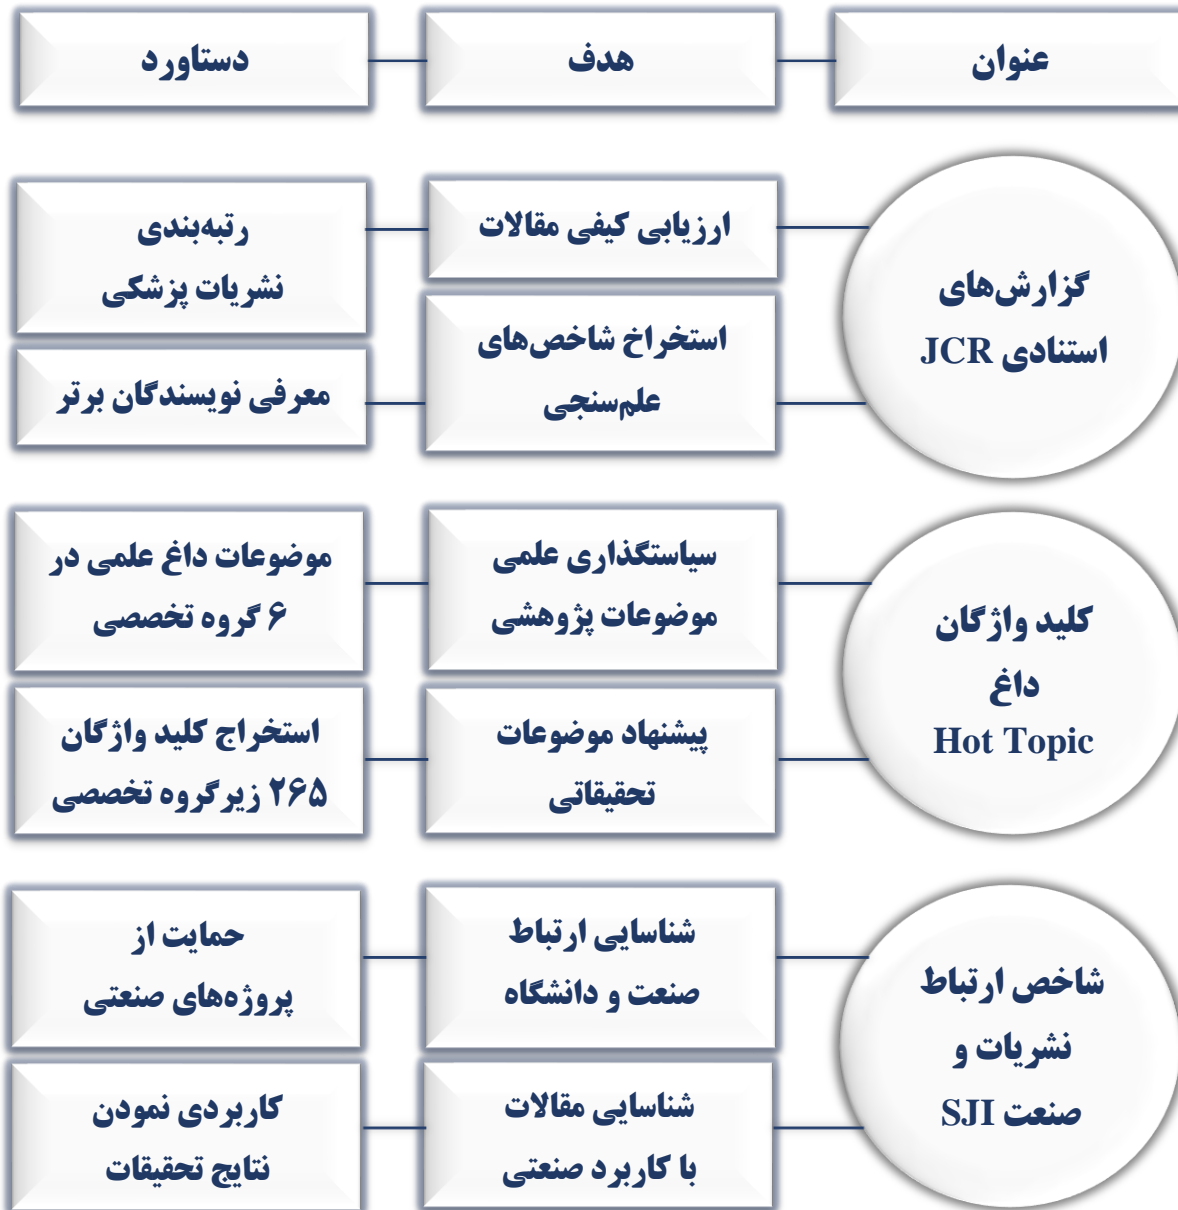 عنوان
هدف
دستاورد
گزارش‌های
استنادی JCR
ارزیابی کیفی مقالات
رتبه‌بندی
نشریات پزشکی
استخراخ شاخص‌های
علم‌سنجی
معرفی نویسندگان برتر
کلید واژگان
داغ
Hot Topic
سیاستگذاری علمی
موضوعات پژوهشی
موضوعات داغ علمی در
۶ گروه تخصصی
پیشنهاد موضوعات
تحقیقاتی
استخراج کلید واژگان
۲۶۵ زیرگروه تخصصی
شاخص ارتباط
نشریات و
صنعت SJI
شناسایی ارتباط
صنعت و دانشگاه
حمایت از
پروژه‌های صنعتی
شناسایی مقالات
با کاربرد صنعتی
کاربردی نمودن
نتایج تحقیقات